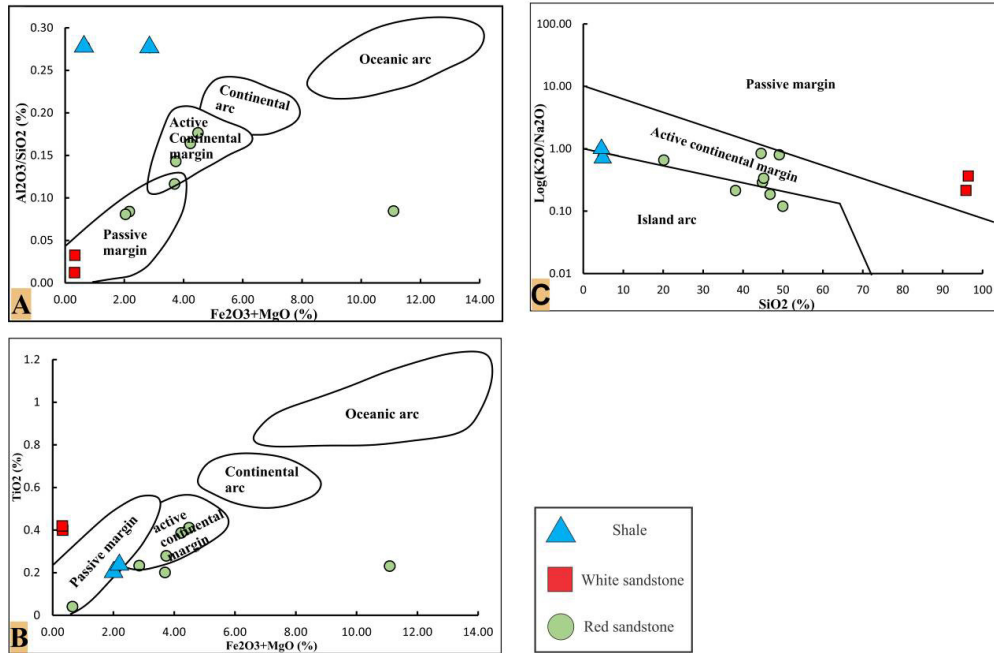 0.30
0.25
0.20
0.15
0.10
0.05
0.00
Al2O3/SiO2 (%)
Oceanic arc
Continental
arc
Active
Continental
margin
Passive
margin
0.00 2.00 4.00 6.00 8.00 10.00 12.00 14.00
Fe2O3+MgO (%)
A
100.00
10.00
1.00
0.10
0.01
Log(K2O/Na2O)
Passive margin
Active continental margin
Island arc
0 10 20 30 40 50 60 70 80 90 100
SiO2 (%)
C
1.2
1
0.8
0.6
0.4
0.2
0
TiO2 (%)
Oceanic arc
Continental
arc
Passive margin
active
continental
margin
0.00 2.00 4.00 6.00 8.00 10.00 12.00 14.00
Fe2O3+MgO (%)
B
Shale
White sandstone
Red sandstone